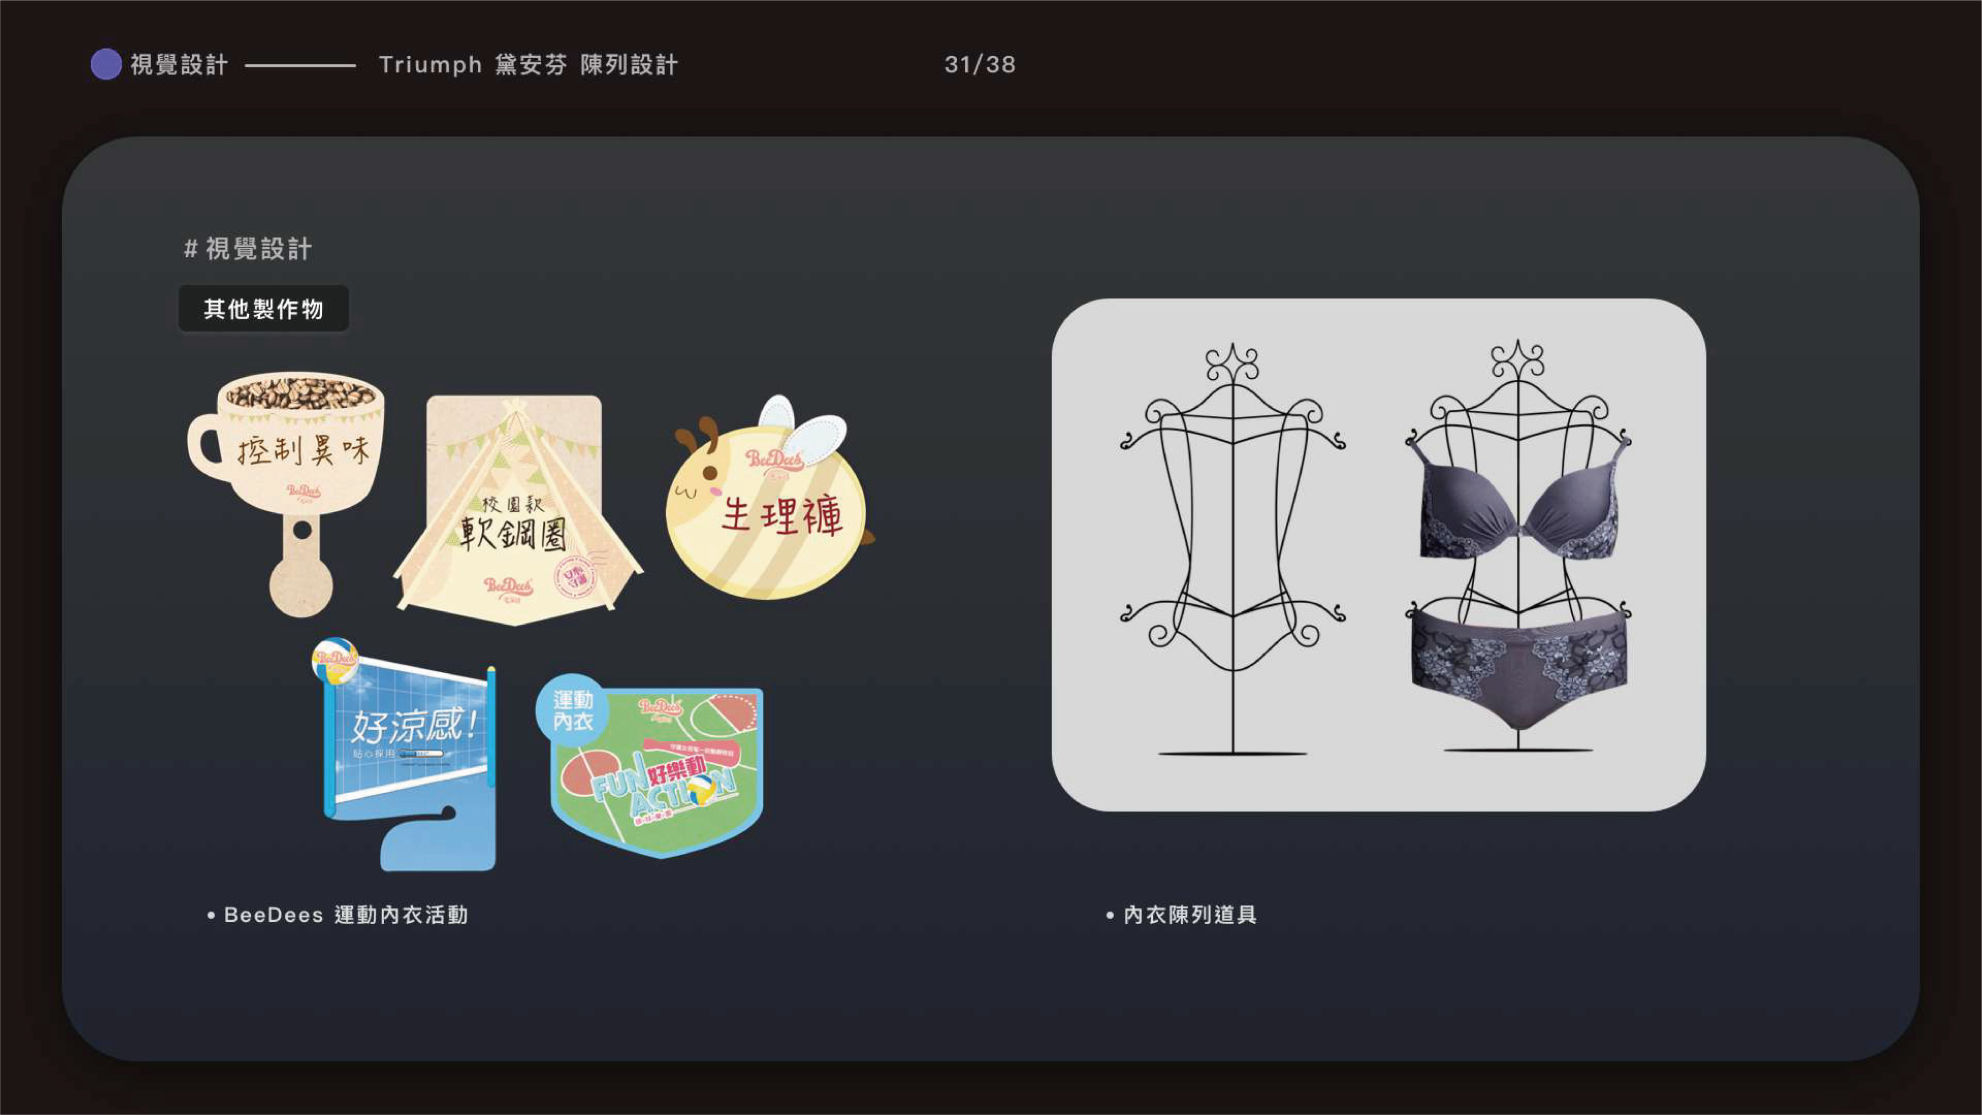 視覺設計
Triumph 黛安芬 陳列設計
31/38
# 視覺設計
其他製作物
控制異味
BeeDees
校園款
軟鋼圈
BeeDees
安心
BeeDees
生理褲
BeeDees
好涼感!
貼心採用
運動
內衣
BeeDees
好樂動
FUN
ACTION
• BeeDees 運動內衣活動
• 內衣陳列道具